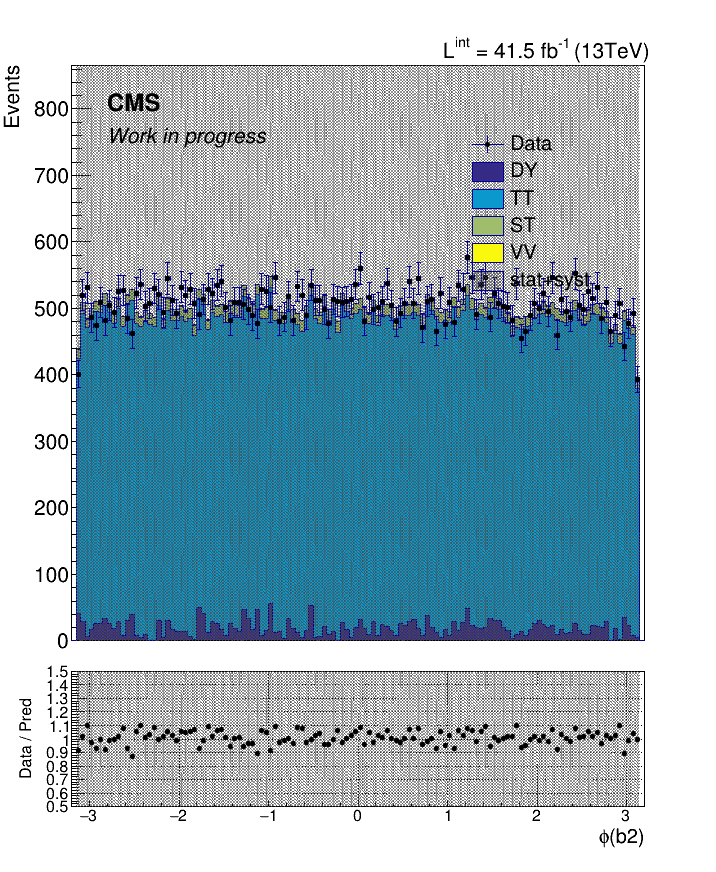 L^int = 41.5 fb^-1 (13TeV)
Events
CMS
Work in progress
Data
DY
TT
ST
VV
stat+syst
800
700
600
500
400
300
200
100
0
Data / Pred
1.5
1.4
1.3
1.2
1.1
1
0.9
0.8
0.7
0.6
0.5
−3
−2
−1
0
1
2
3
ϕ(b2)